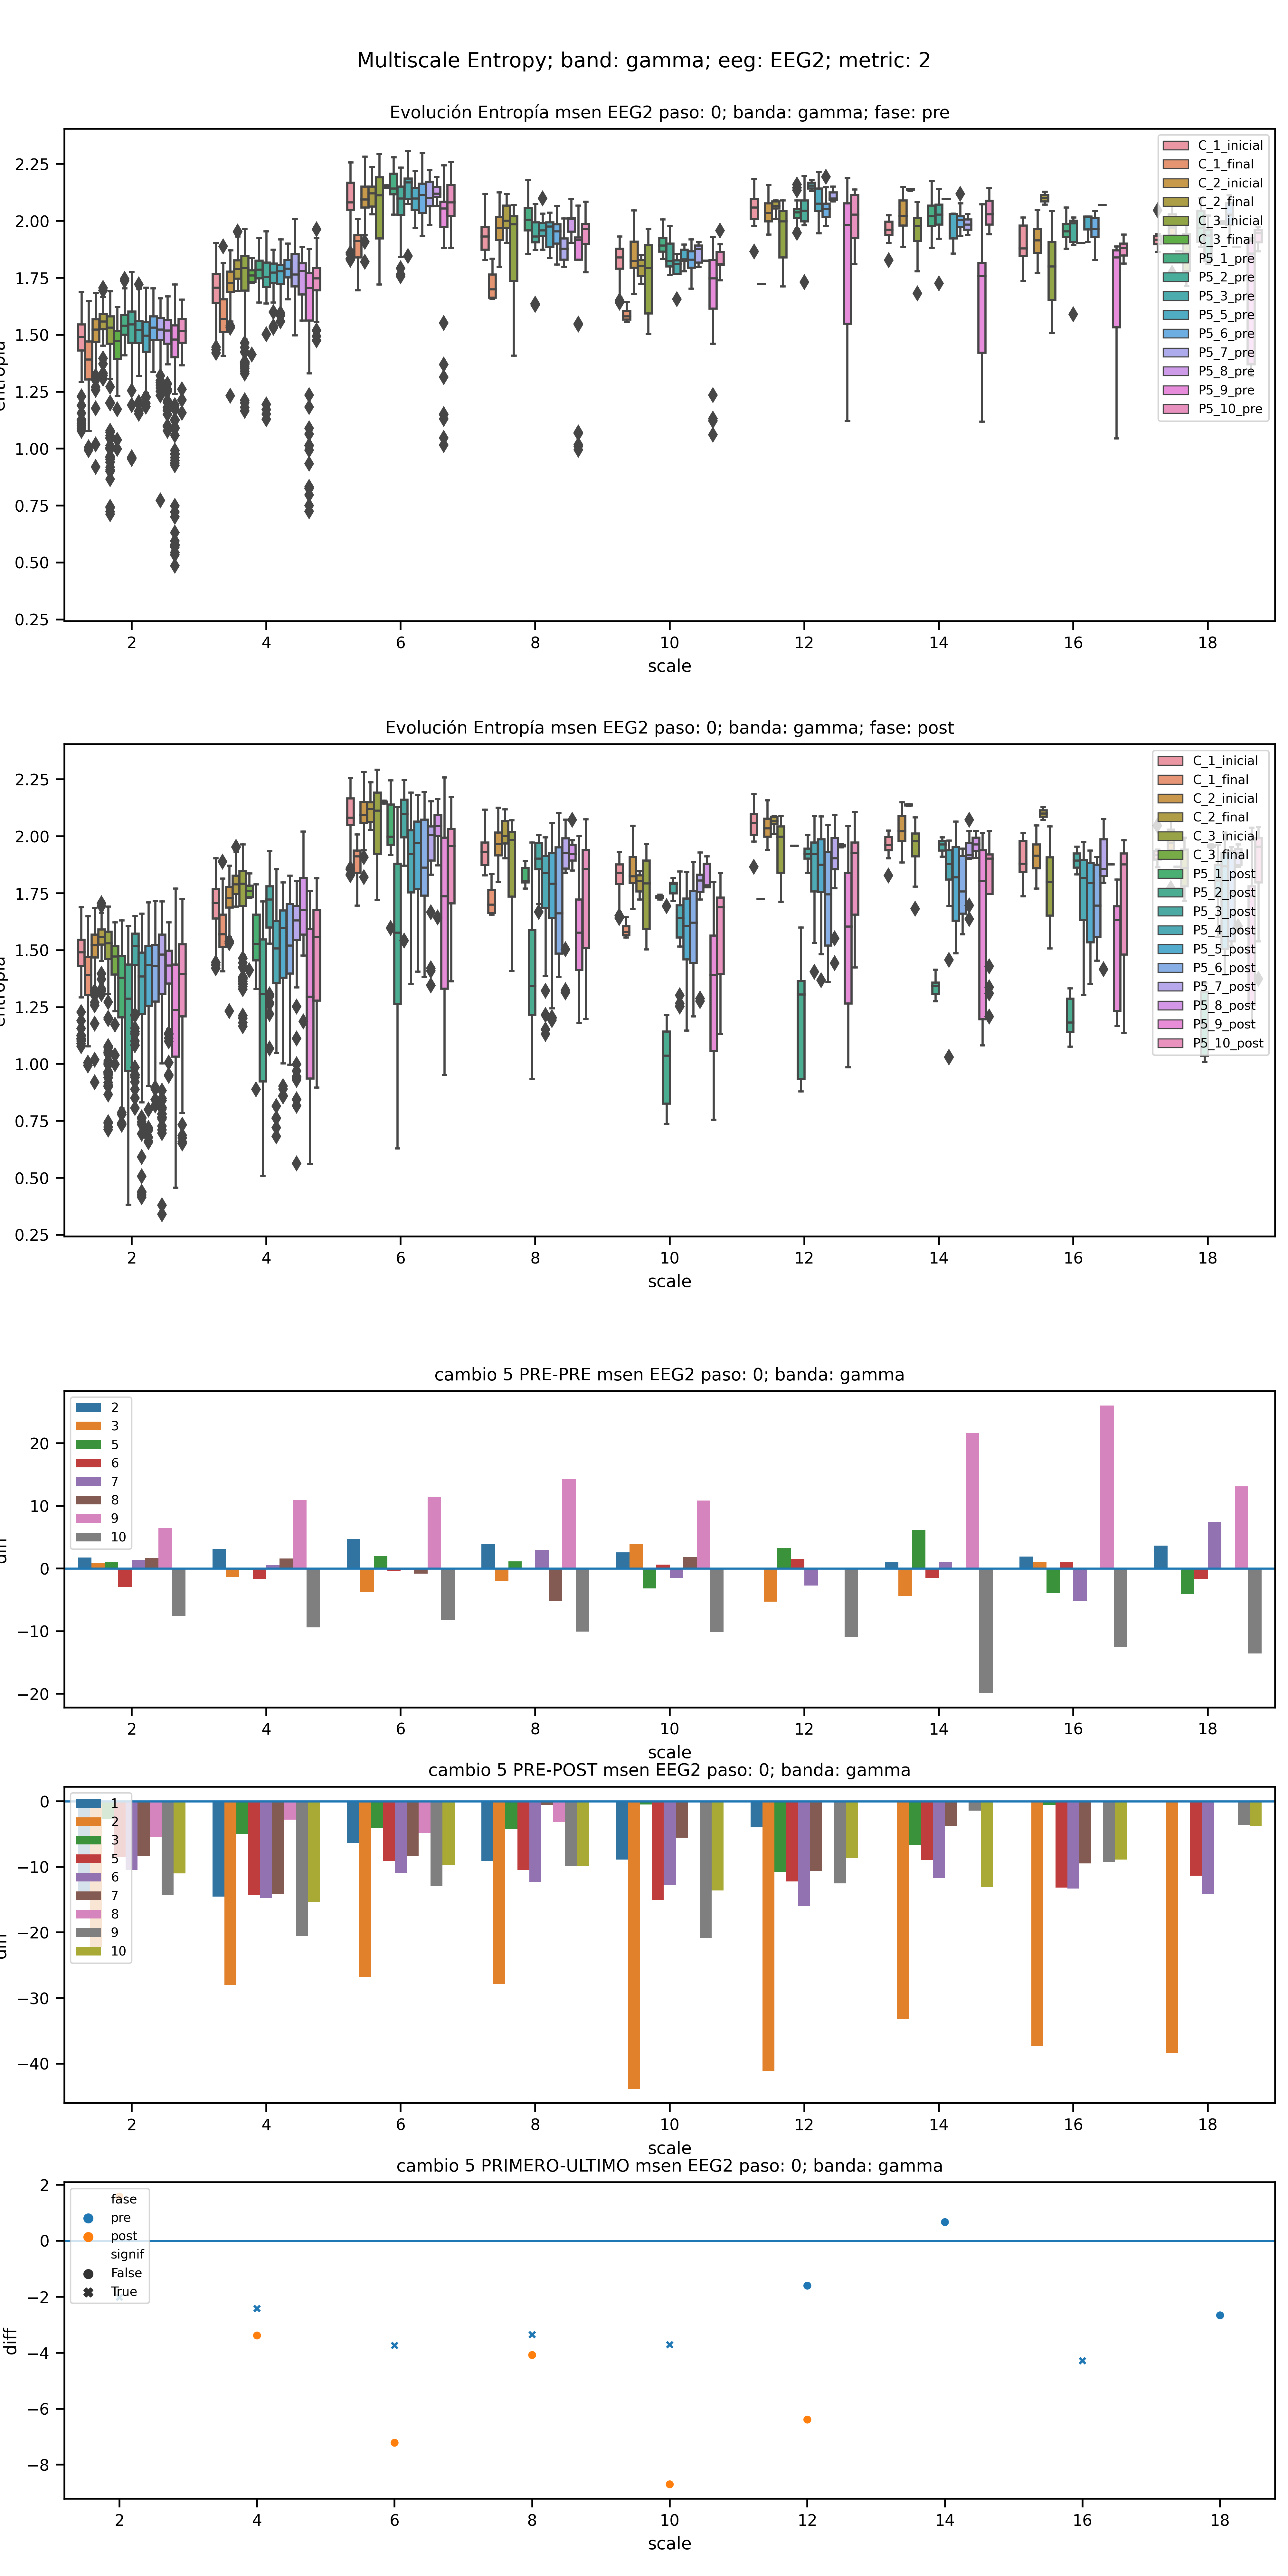 Multiscale Entropy; band: gamma; eeg: EEG2; metric: 2
Evolución Entropía msen EEG2 paso: 0; banda: gamma; fase: pre
2.25
2.00
1.75
1.50
1.25
1.00
0.75
0.50
0.25
entropia
C_1_inicial
C_1_final
C_2_inicial
C_2_final
C_3_inicial
C_3_final
P5_1_pre
P5_2_pre
P5_3_pre
P5_5_pre
P5_6_pre
P5_7_pre
P5_8_pre
P5_9_pre
P5_10_pre
2 4 6 8 10 12 14 16 18
scale
Evolución Entropía msen EEG2 paso: 0; banda: gamma; fase: post
2.25
2.00
1.75
1.50
1.25
1.00
0.75
0.50
0.25
entropia
C_1_inicial
C_1_final
C_2_inicial
C_2_final
C_3_inicial
C_3_final
P5_1_post
P5_2_post
P5_3_post
P5_4_post
P5_5_post
P5_6_post
P5_7_post
P5_8_post
P5_9_post
P5_10_post
2 4 6 8 10 12 14 16 18
scale
cambio 5 PRE-PRE msen EEG2 paso: 0; banda: gamma
20
10
0
−10
−20
diff
2
3
5
6
7
8
9
10
2 4 6 8 10 12 14 16 18
scale
cambio 5 PRE-POST msen EEG2 paso: 0; banda: gamma
0
−10
−20
−30
−40
diff
1
2
3
5
6
7
8
9
10
2 4 6 8 10 12 14 16 18
scale
cambio 5 PRIMERO-ULTIMO msen EEG2 paso: 0; banda: gamma
2
0
−2
−4
−6
−8
diff
fase
pre
post
signif
False
True
2 4 6 8 10 12 14 16 18
scale